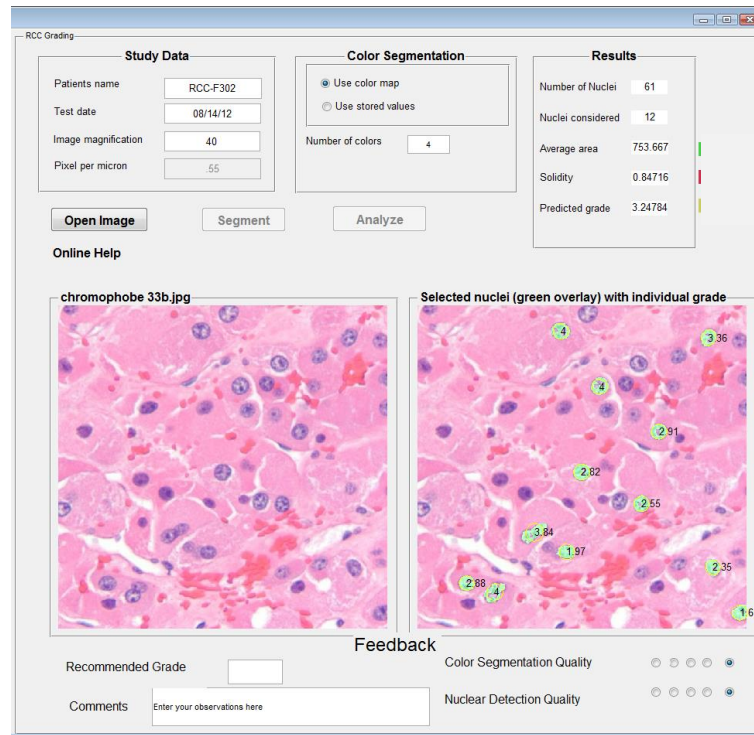 RCC Grading
Study Data
Patients name RCC-F302
Test date 08/14/12
Image magnification 40
Pixel per micron .55
Color Segmentation
Use color map
Use stored values
Number of colors 4
Results
Number of Nuclei 61
Nuclei considered 12
Average area 753.667
Solidity 0.84716
Predicted grade 3.24784
Open Image Segment Analyze
Online Help
chromophobe 33b.jpg
Selected nuclei (green overlay) with individual grade
4
3.36
4
2.91
2.82
2.55
3.84
1.97
2.35
2.88
4
1.6
Feedback
Recommended Grade
Comments Enter your observations here
Color Segmentation Quality
Nuclear Detection Quality